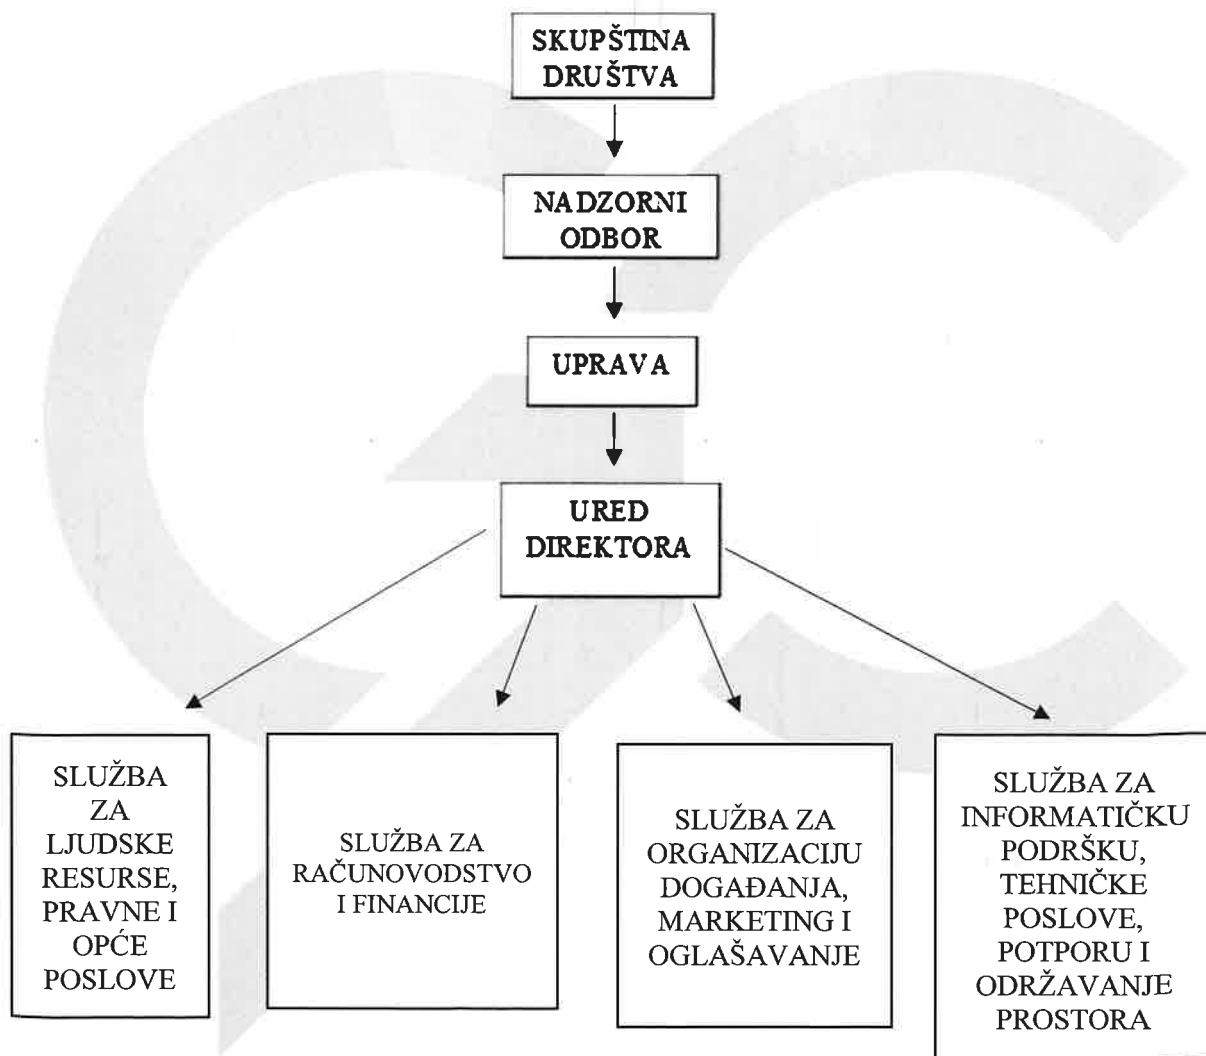 SKUPŠTINA
DRUŠTVA
NADZORNI
ODBOR
UPRAVA
URED
DIREKTORA
SLUŽBA
ZA
LJUDSKE
RESURSE,
PRAVNE I
OPĆE
POSLOVE
SLUŽBA ZA
RAČUNOVODSTVO
I FINANCIJE
SLUŽBA ZA
ORGANIZACIJU
DOGAĐANJA,
MARKETING I
OGLAŠAVANJE
SLUŽBA ZA
INFORMATIČKU
PODRŠKU,
TEHNIČKE
POSLOVE,
POTPORU I
ODRŽAVANJE
PROSTORA